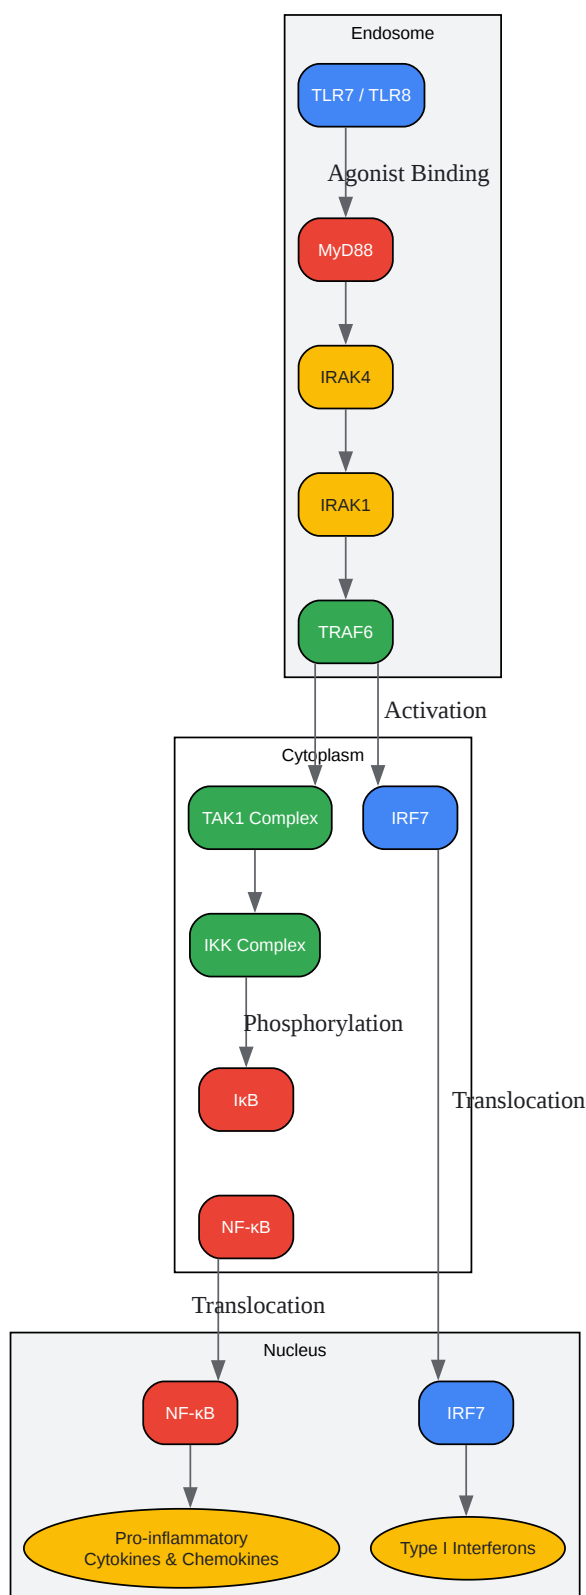 Endosome
TLR7 / TLR8
Agonist Binding
MyD88
IRAK4
IRAK1
TRAF6
Activation
Cytoplasm
TAK1 Complex
IRF7
IKK Complex
Phosphorylation
IκB
Translocation
NF-κB
Translocation
Nucleus
NF-κB
IRF7
Pro-inflammatory
Cytokines & Chemokines
Type I Interferons